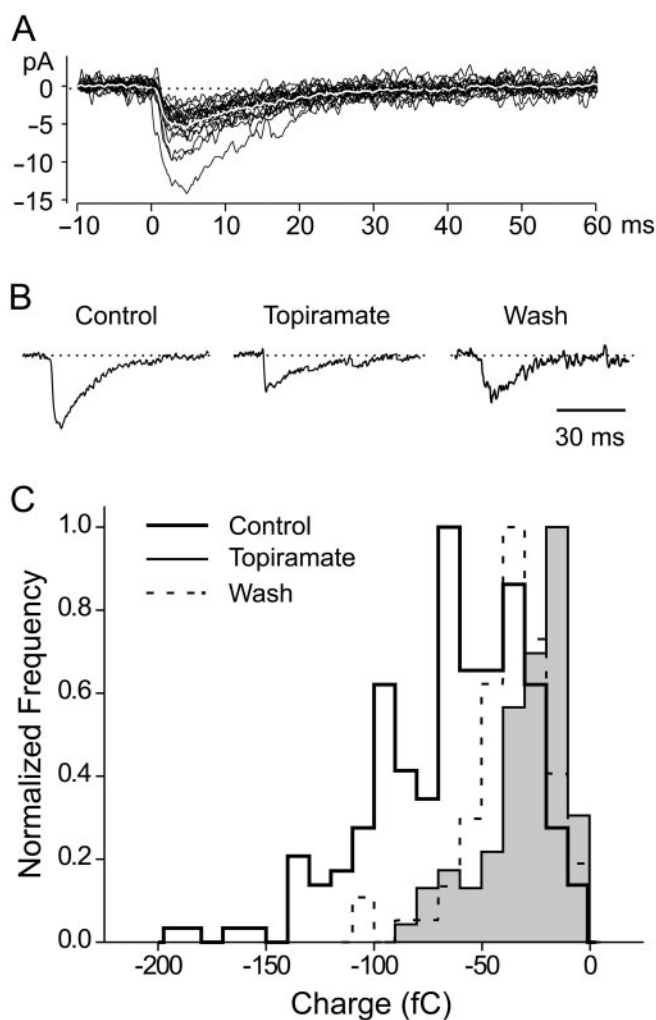 A
pA
0
−5
−10
−15
−10 0 10 20 30 40 50 60 ms
B
Control Topiramate Wash
30 ms
C
Control
Topiramate
Wash
1.0
0.8
0.6
0.4
0.2
0.0
Normalized Frequency
-200 -150 -100 -50 0
Charge (fC)